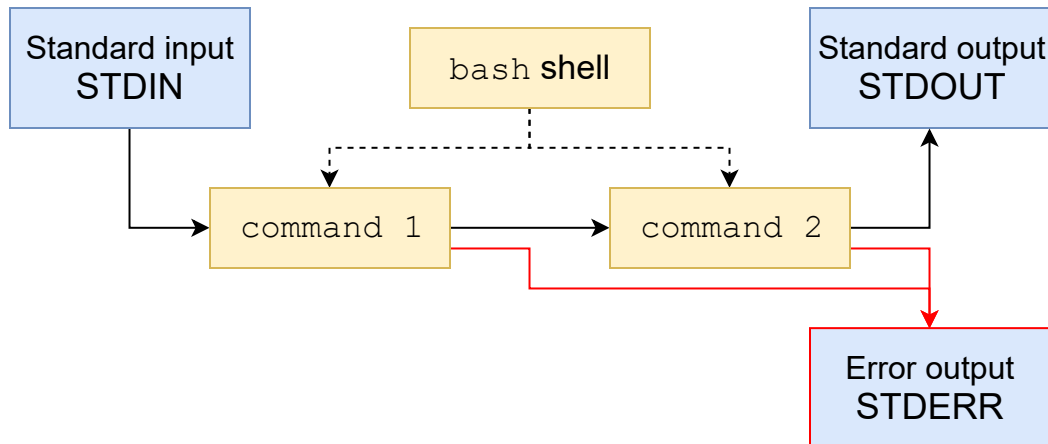 Standard input
STDIN
bash shell
Standard output
STDOUT
command 1
command 2
Error output
STDERR